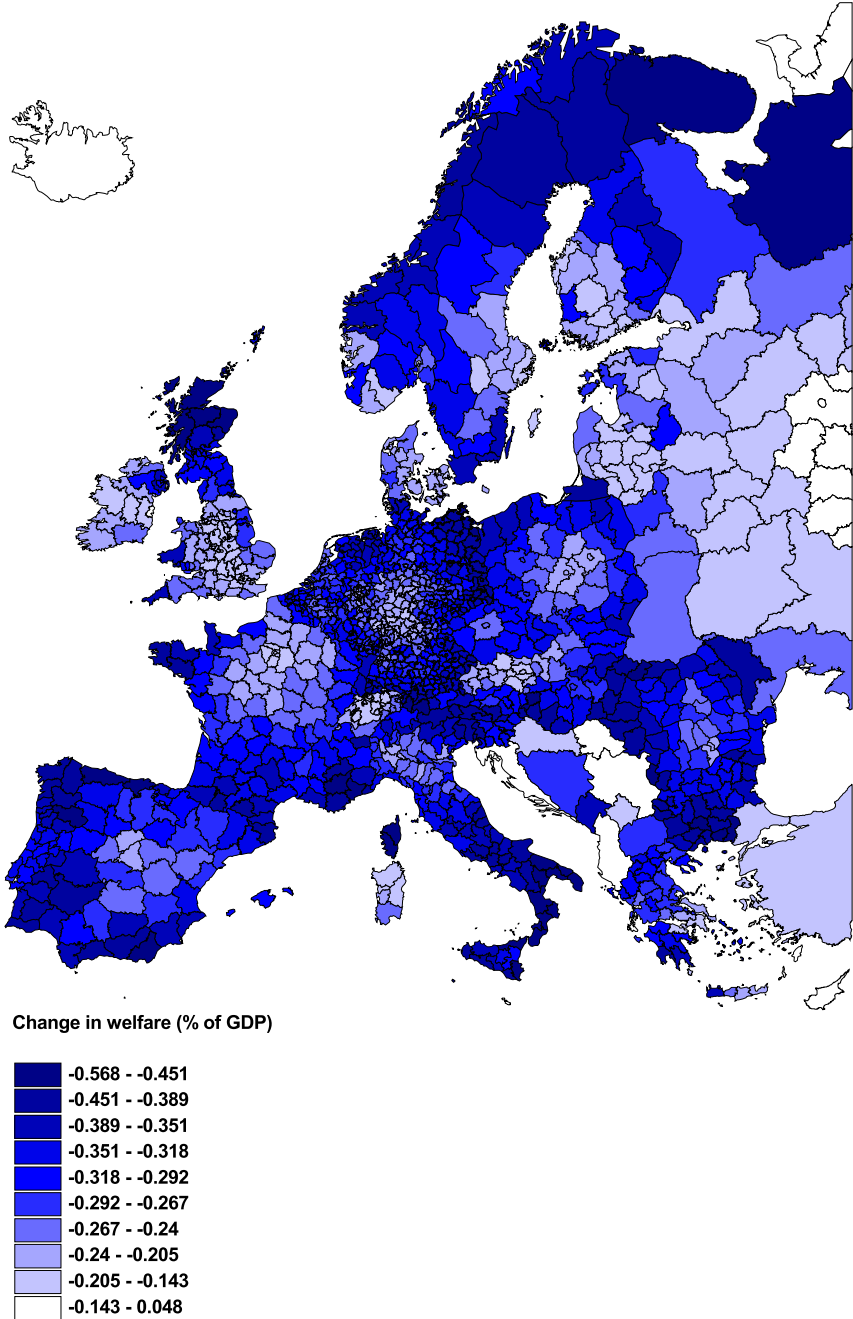 Change in welfare (% of GDP)
-0.568 - -0.451
-0.451 - -0.389
-0.389 - -0.351
-0.351 - -0.318
-0.318 - -0.292
-0.292 - -0.267
-0.267 - -0.24
-0.24 - -0.205
-0.205 - -0.143
-0.143 - 0.048